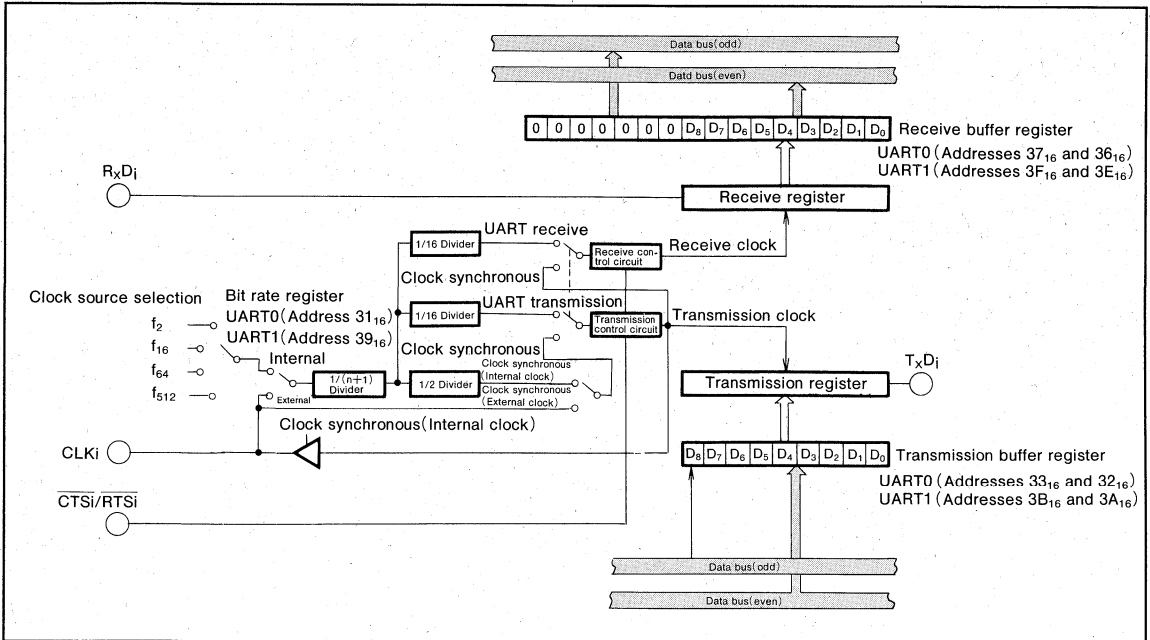 Data bus(odd)
Datd bus(even)
0 0 0 0 0 0 0 D₈ D₇ D₆ D₅ D₄ D₃ D₂ D₁ D₀
Receive buffer register
UART0 (Addresses 37₁₆ and 36₁₆)
UART1 (Addresses 3F₁₆ and 3E₁₆)
RₓDᵢ
Receive register
UART receive
1/16 Divider
Receive con-
trol circuit
Receive clock
Clock synchronous
Clock source selection
Bit rate register
UART0 (Address 31₁₆)
UART1 (Address 39₁₆)
UART transmission
1/16 Divider
Transmission
control circuit
Transmission clock
Clock synchronous
f₂
f₁₆
f₆₄
f₅₁₂
Internal
External
1/(n+1)
Divider
1/2 Divider
Clock synchronous
(Internal clock)
Clock synchronous
(External clock)
Transmission register
TₓDᵢ
Clock synchronous(Internal clock)
CLKi
D₈ D₇ D₆ D₅ D₄ D₃ D₂ D₁ D₀
Transmission buffer register
UART0 (Addresses 33₁₆ and 32₁₆)
UART1 (Addresses 3B₁₆ and 3A₁₆)
CTSi/RTSi
Data bus(odd)
Data bus(even)